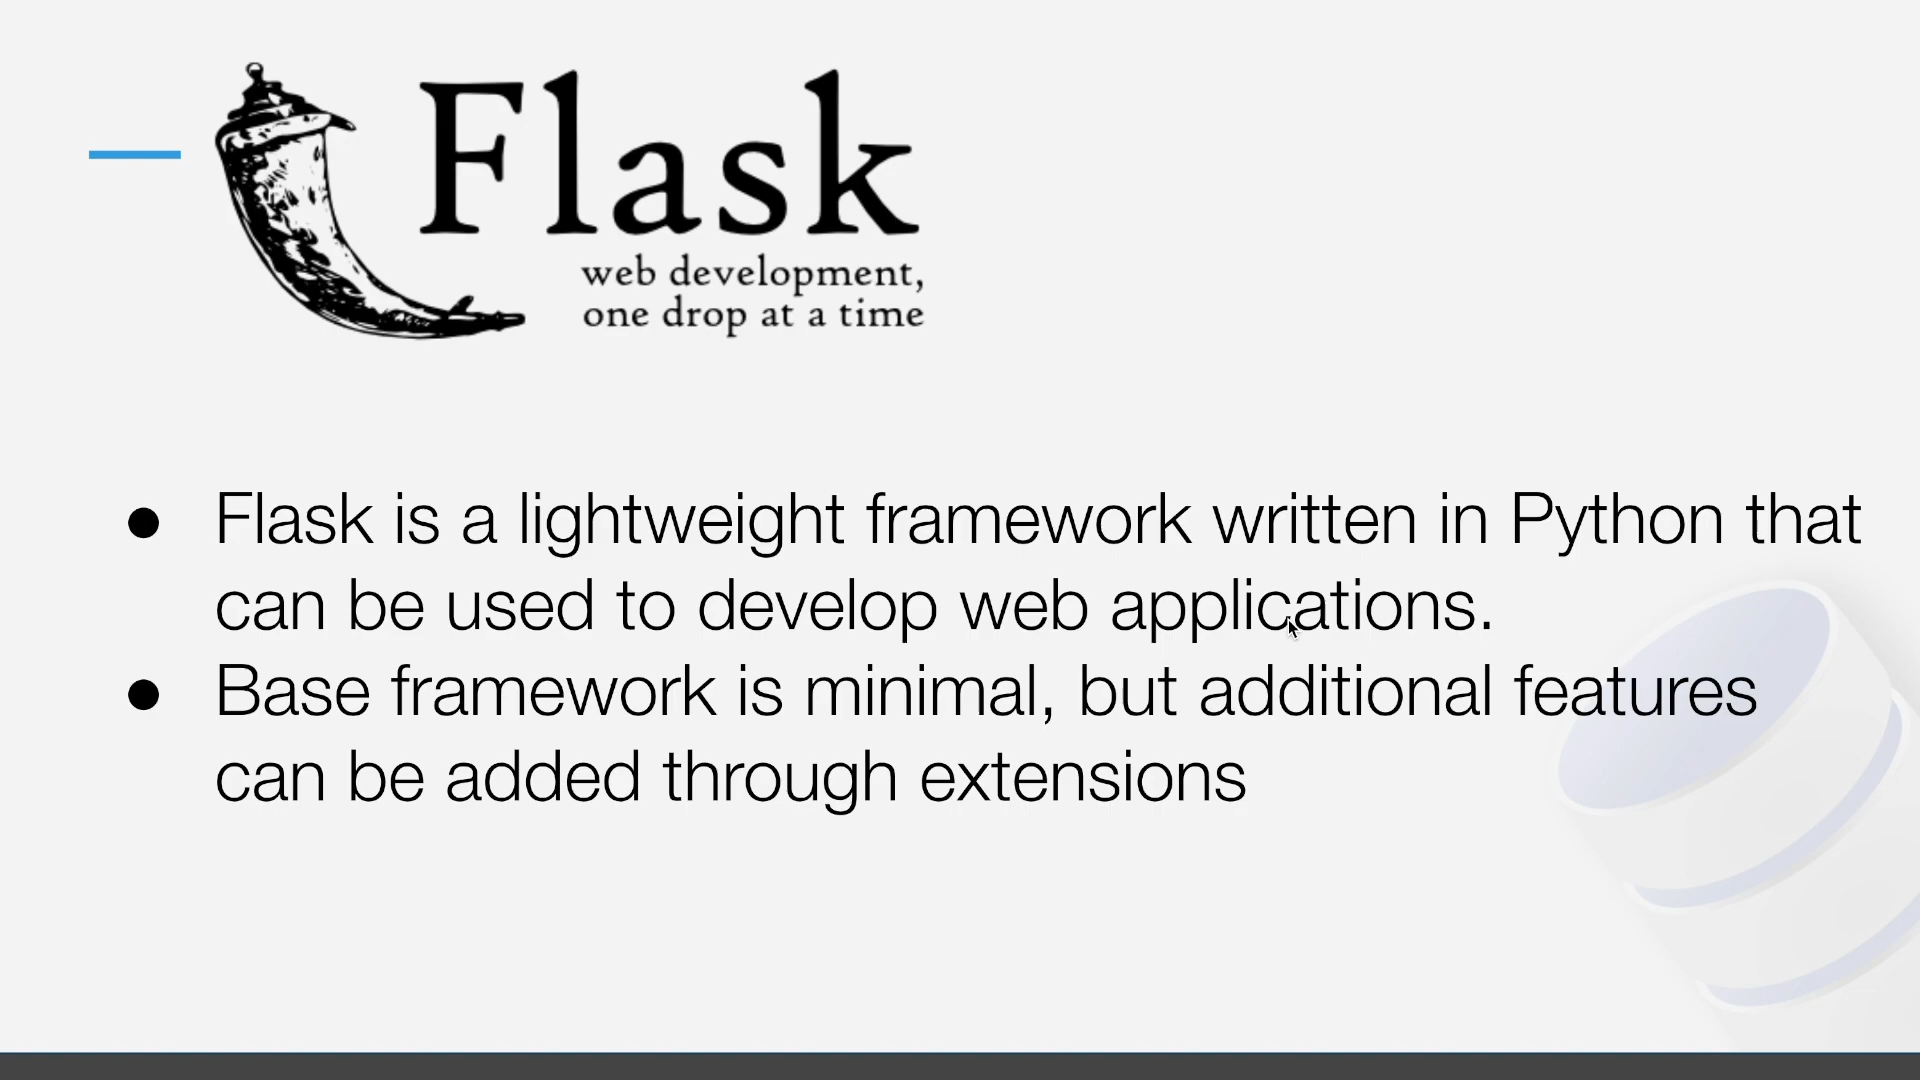 Flask
web development,
one drop at a time
● Flask is a lightweight framework written in Python that
can be used to develop web applications.
● Base framework is minimal, but additional features
can be added through extensions